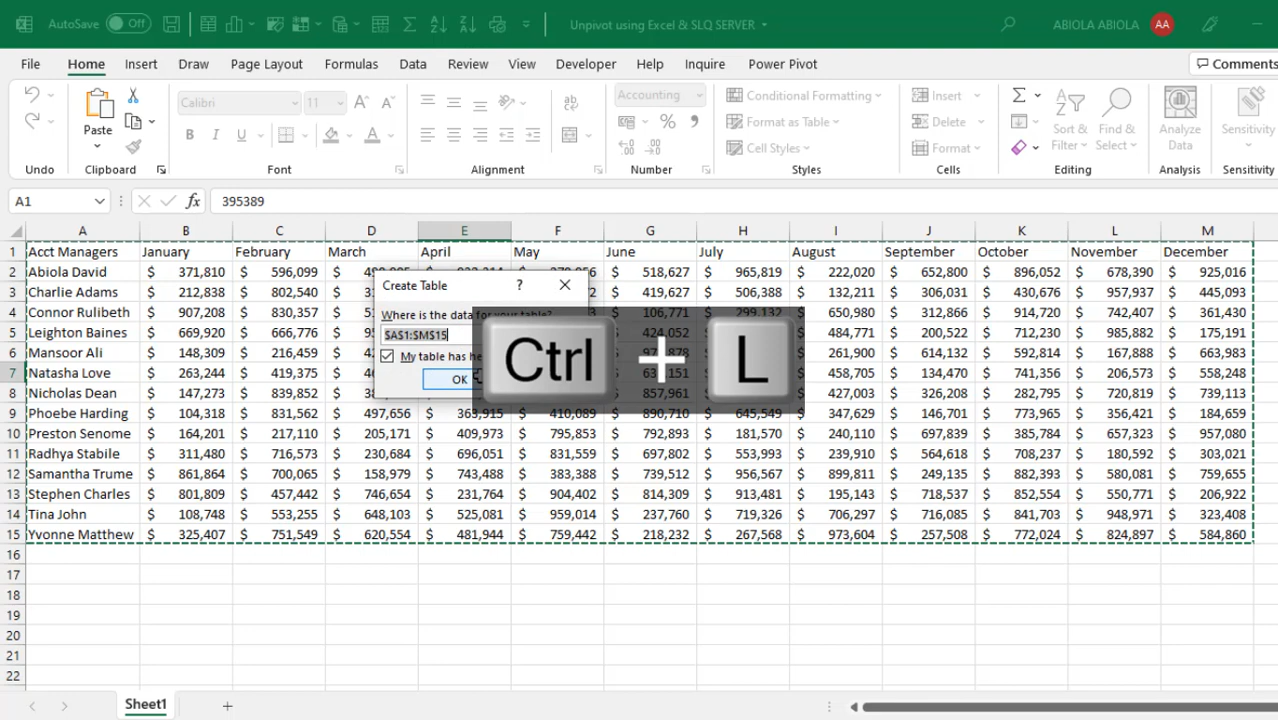 AutoSave Off Unpivot using Excel & SLQ SERVER ABIOLA ABIOLA AA
File Home Insert Draw Page Layout Formulas Data Review View Developer Help Inquire Power Pivot Comments
Calibri 11 A A ab Accounting Conditional Formatting Insert Σ
Paste B I U A % , Format as Table Delete Sort & Filter Find & Select Analyze Data Sensitivity
Cell Styles Format
Undo Clipboard Font Alignment Number Styles Cells Editing Analysis Sensitivity
A1 fx 395389
A B C D E F G H I J K L M
1 Acct Managers January February March April May June July August September October November December
2 Abiola David $ 371,810 $ 596,099 $ $ 518,627 $ 965,819 $ 222,020 $ 652,800 $ 896,052 $ 678,390 $ 925,016
3 Charlie Adams $ 212,838 $ 802,540 $ $ 419,627 $ 506,388 $ 132,211 $ 306,031 $ 430,676 $ 957,937 $ 445,093
4 Connor Rulibeth $ 907,208 $ 830,357 $ 106,771 299,132 $ 650,980 $ 312,866 $ 914,720 $ 742,407 $ 361,430
5 Leighton Baines $ 669,920 $ 666,776 $ 424,052 $ 484,771 $ 200,522 $ 712,230 $ 885,582 $ 175,191
6 Mansoor Ali $ 148,309 $ 216,459 $ $ 261,900 $ 614,132 $ 592,814 $ 167,888 $ 663,983
7 Natasha Love $ 263,244 $ 419,375 $ $ 458,705 $ 134,470 $ 741,356 $ 206,573 $ 558,248
8 Nicholas Dean $ 147,273 $ 839,852 $ 857,961 $ 427,003 $ 326,208 $ 282,795 $ 720,819 $ 739,113
9 Phoebe Harding $ 104,318 $ 831,562 $ 497,656 $ 363,915 $ 410,089 $ 890,710 $ 645,549 $ 347,629 $ 146,701 $ 773,965 $ 356,421 $ 184,659
10 Preston Senome $ 164,201 $ 217,110 $ 205,171 $ 409,973 $ 795,853 $ 792,893 $ 181,570 $ 240,110 $ 697,839 $ 385,784 $ 657,323 $ 957,080
11 Radhya Stabile $ 311,480 $ 716,573 $ 230,684 $ 696,051 $ 831,559 $ 697,802 $ 553,993 $ 239,910 $ 564,618 $ 708,237 $ 180,592 $ 303,021
12 Samantha Trume $ 861,864 $ 700,065 $ 158,979 $ 743,488 $ 383,388 $ 739,512 $ 956,567 $ 899,811 $ 249,135 $ 882,393 $ 580,081 $ 759,655
13 Stephen Charles $ 801,809 $ 457,442 $ 746,654 $ 231,764 $ 904,402 $ 814,309 $ 913,481 $ 195,143 $ 718,537 $ 852,554 $ 550,771 $ 206,922
14 Tina John $ 108,748 $ 553,255 $ 648,103 $ 525,081 $ 959,014 $ 237,760 $ 719,326 $ 706,297 $ 716,085 $ 841,703 $ 948,971 $ 323,408
15 Yvonne Matthew $ 325,407 $ 751,549 $ 620,554 $ 481,944 $ 759,442 $ 218,232 $ 267,568 $ 973,604 $ 257,508 $ 772,024 $ 824,897 $ 584,860
16
17
18
19
20
21
22
Create Table ? ×
Where is the data for your table?
$A$1:$M$15
My table has he
OK
Ctrl + L
Sheet1 +